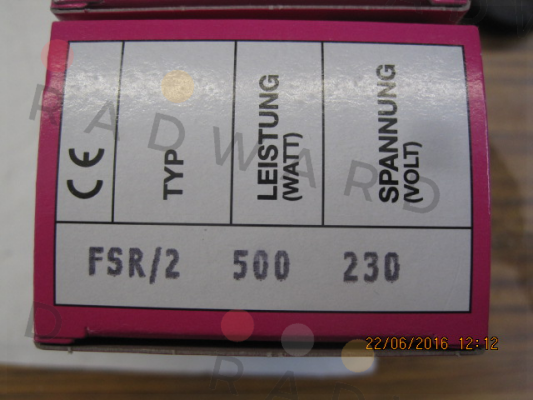 CE
TYP
LEISTUNG
(WATT)
SPANNUNG
(VOLT)
FSR/2 500 230
RADWARD
22/06/2016 12:12